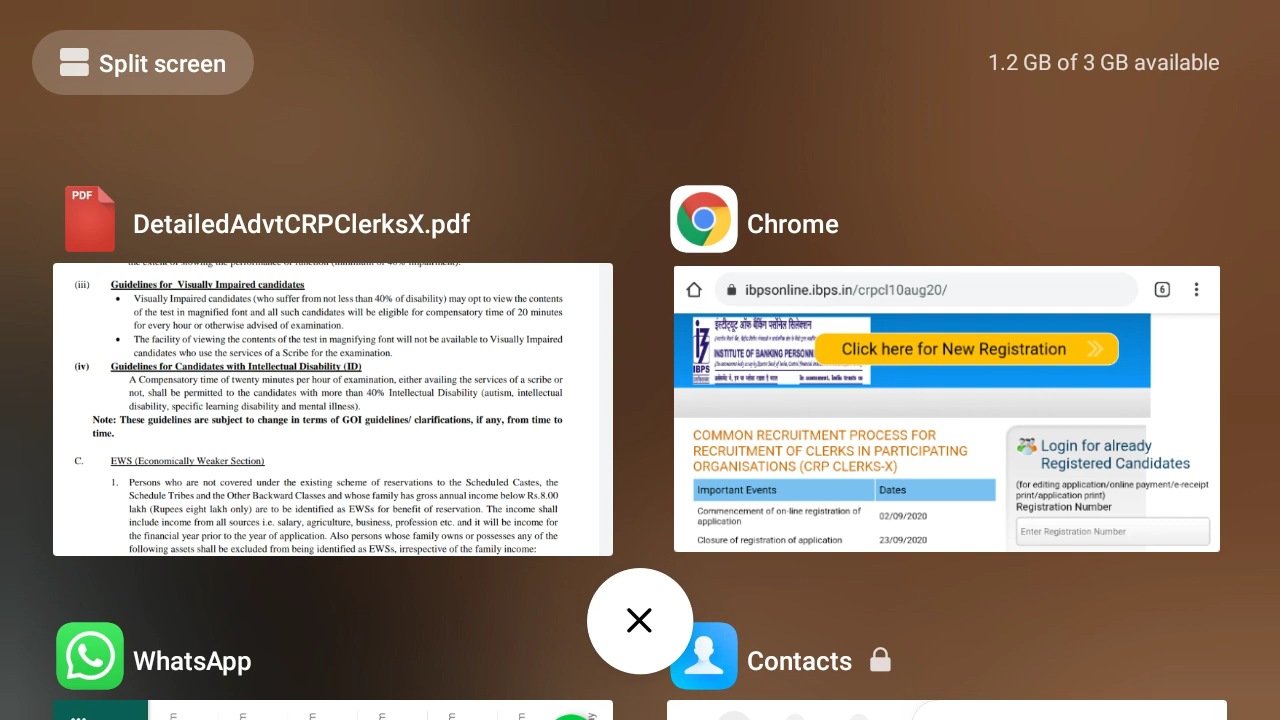 Split screen
1.2 GB of 3 GB available
PDF
DetailedAdvtCRPClerksX.pdf
(iii) Guidelines for Visually Impaired candidates
• Visually Impaired candidates (who suffer from not less than 40% of disability) may opt to view the contents
of the test in magnified font and all such candidates will be eligible for compensatory time of 20 minutes
for every hour or otherwise advised of examination.
• The facility of viewing the contents of the test in magnifying font will not be available to Visually Impaired
candidates who use the services of a Scribe for the examination.
(iv) Guidelines for Candidates with Intellectual Disability (ID)
A Compensatory time of twenty minutes per hour of examination, either availing the services of a scribe or
not, shall be permitted to the candidates with more than 40% Intellectual Disability (autism, intellectual
disability, specific learning disability and mental illness).
Note: These guidelines are subject to change in terms of GOI guidelines/ clarifications, if any, from time to
time.
C. EWS (Economically Weaker Section)
1. Persons who are not covered under the existing scheme of reservations to the Scheduled Castes, the
Schedule Tribes and the Other Backward Classes and whose family has gross annual income below Rs.8.00
lakh (Rupees eight lakh only) are to be identified as EWSs for benefit of reservation. The income shall
include income from all sources i.e. salary, agriculture, business, profession etc. and it will be income for
the financial year prior to the year of application. Also persons whose family owns or possesses any of the
following assets shall be excluded from being identified as EWSs, irrespective of the family income:
Chrome
ibpsonline.ibps.in/crpcl10aug20/
6
इंस्टीट्यूट ऑफ बैंकिंग पर्सोनेल सिलेक्शन
INSTITUTE OF BANKING PERSONN
IBPS
Click here for New Registration
COMMON RECRUITMENT PROCESS FOR
RECRUITMENT OF CLERKS IN PARTICIPATING
ORGANISATIONS (CRP CLERKS-X)
Important Events Dates
Commencement of on-line registration of
application 02/09/2020
Closure of registration of application 23/09/2020
Login for already
Registered Candidates
(for editing application/online payment/e-receipt
print/application print)
Registration Number
Enter Registration Number
WhatsApp
Contacts